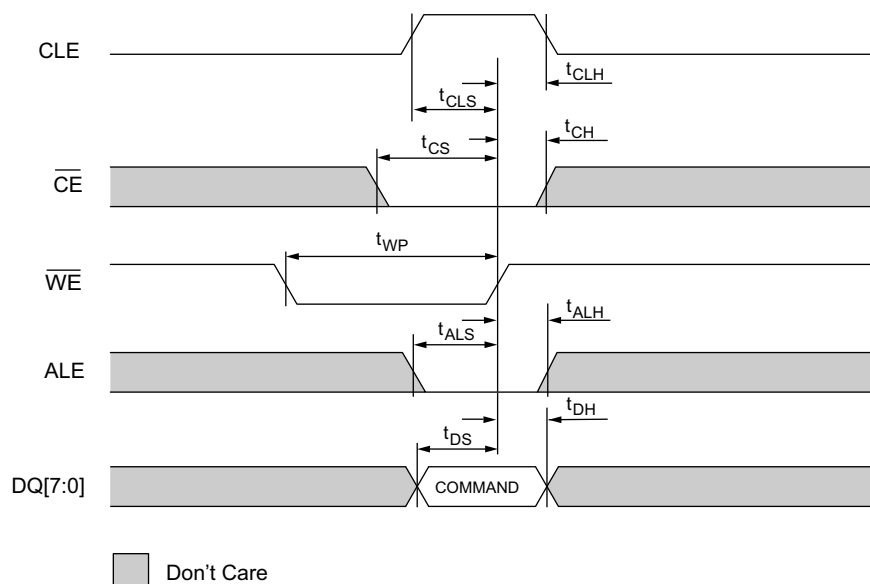 CLE
tCLH
tCLS
tCH
tCS
CE
tWP
WE
tALH
tALS
ALE
tDH
tDS
DQ[7:0]
COMMAND
Don't Care